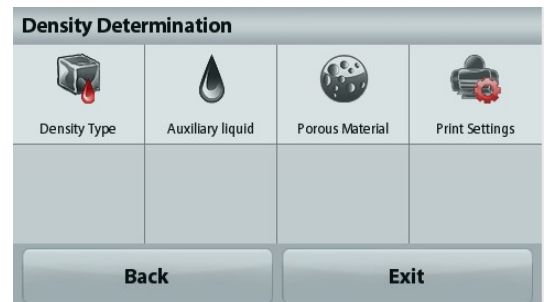 Density Determination
Density Type
Auxiliary liquid
Porous Material
Print Settings
Back
Exit